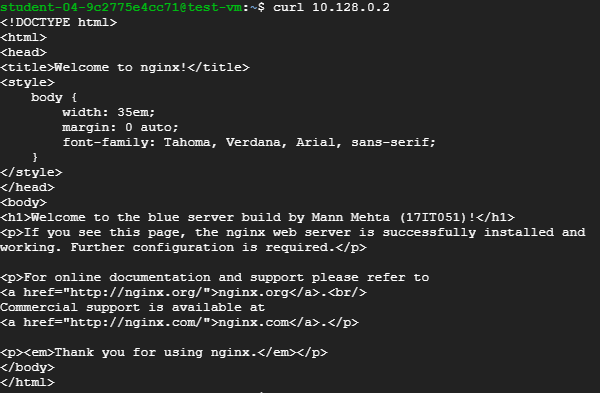 student-04-9c2775e4cc71@test-vm:~$ curl 10.128.0.2
<!DOCTYPE html>
<html>
<head>
<title>Welcome to nginx!</title>
<style>
    body {
        width: 35em;
        margin: 0 auto;
        font-family: Tahoma, Verdana, Arial, sans-serif;
    }
</style>
</head>
<body>
<h1>Welcome to the blue server build by Mann Mehta (17IT051)!</h1>
<p>If you see this page, the nginx web server is successfully installed and
working. Further configuration is required.</p>

<p>For online documentation and support please refer to
<a href="http://nginx.org/">nginx.org</a>.<br/>
Commercial support is available at
<a href="http://nginx.com/">nginx.com</a>.</p>

<p><em>Thank you for using nginx.</em></p>
</body>
</html>